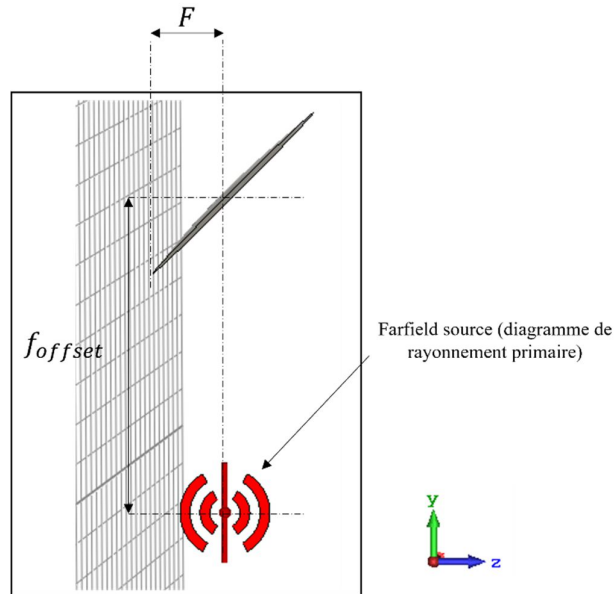 F
f_offset
Farfield source (diagramme de
rayonnement primaire)
y
z